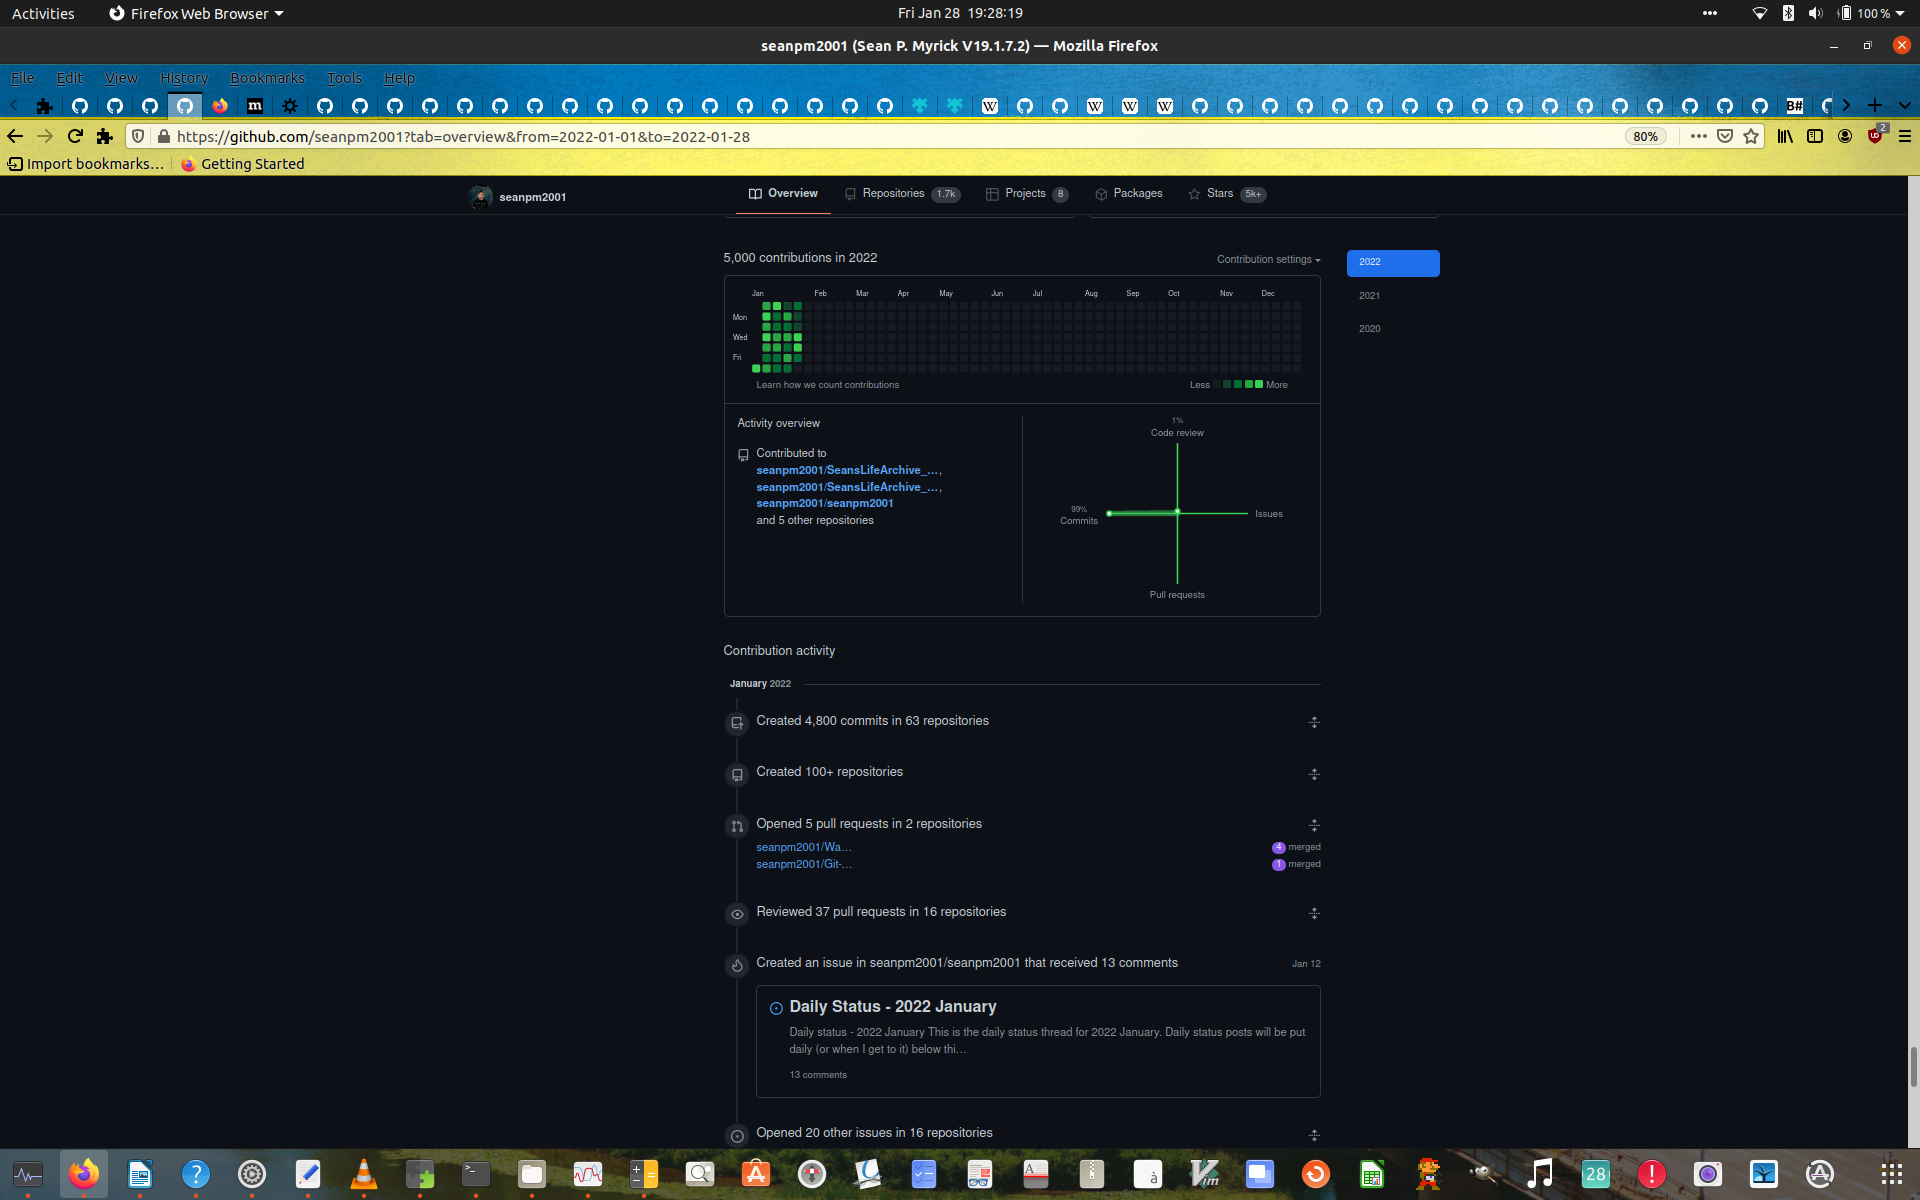 Activities
Firefox Web Browser
Fri Jan 28 19:28:19
100 %
seanpm2001 (Sean P. Myrick V19.1.7.2) — Mozilla Firefox
File Edit View History Bookmarks Tools Help
https://github.com/seanpm2001?tab=overview&from=2022-01-01&to=2022-01-28
80%
2
Import bookmarks…
Getting Started
seanpm2001
Overview
Repositories 1.7k
Projects 8
Packages
Stars 5k+
5,000 contributions in 2022
Contribution settings
2022
2021
2020
Jan Feb Mar Apr May Jun Jul Aug Sep Oct Nov Dec
Mon
Wed
Fri
Learn how we count contributions
Less More
Activity overview
Contributed to
seanpm2001/SeansLifeArchive_…,
seanpm2001/SeansLifeArchive_…,
seanpm2001/seanpm2001
and 5 other repositories
1%
Code review
99%
Commits
Issues
Pull requests
Contribution activity
January 2022
Created 4,800 commits in 63 repositories
Created 100+ repositories
Opened 5 pull requests in 2 repositories
seanpm2001/Wa…
4 merged
seanpm2001/Git-…
1 merged
Reviewed 37 pull requests in 16 repositories
Created an issue in seanpm2001/seanpm2001 that received 13 comments
Jan 12
Daily Status - 2022 January
Daily status - 2022 January This is the daily status thread for 2022 January. Daily status posts will be put
daily (or when I get to it) below thi…
13 comments
Opened 20 other issues in 16 repositories
28